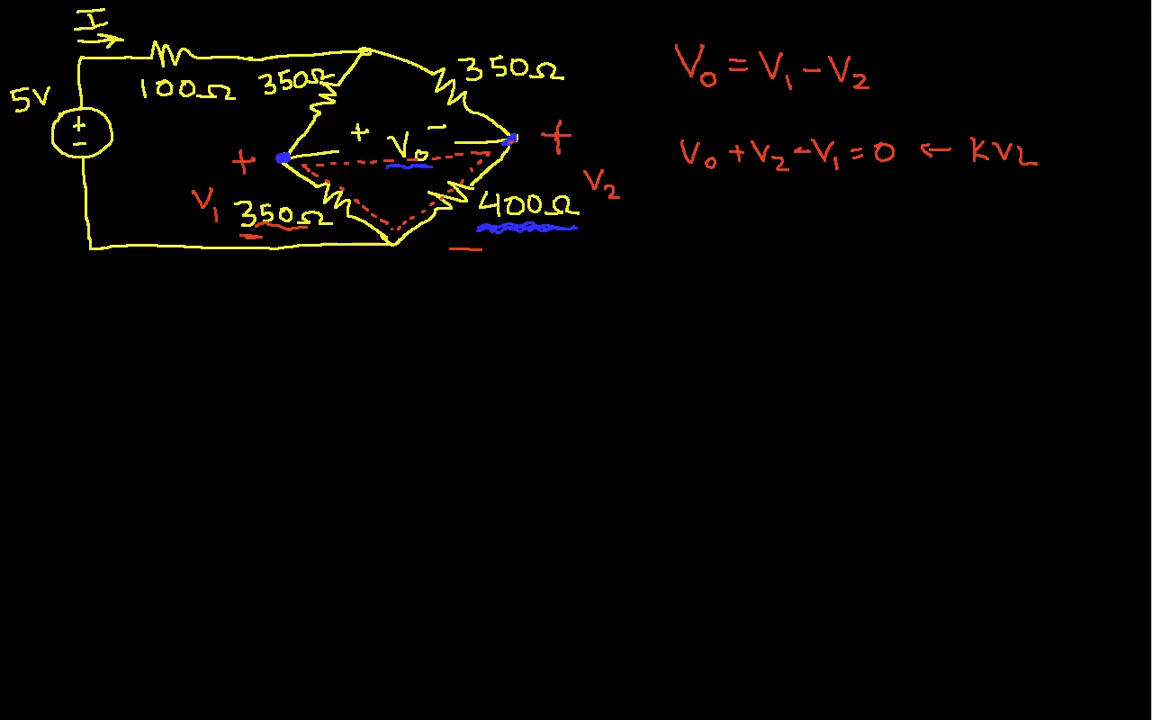 I
100Ω
350Ω
350Ω
5V
+
-
+ V₀ -
+
+
V₁
350Ω
400Ω
V₂
-
V₀ = V₁ - V₂
V₀ + V₂ - V₁ = 0 ← KVL